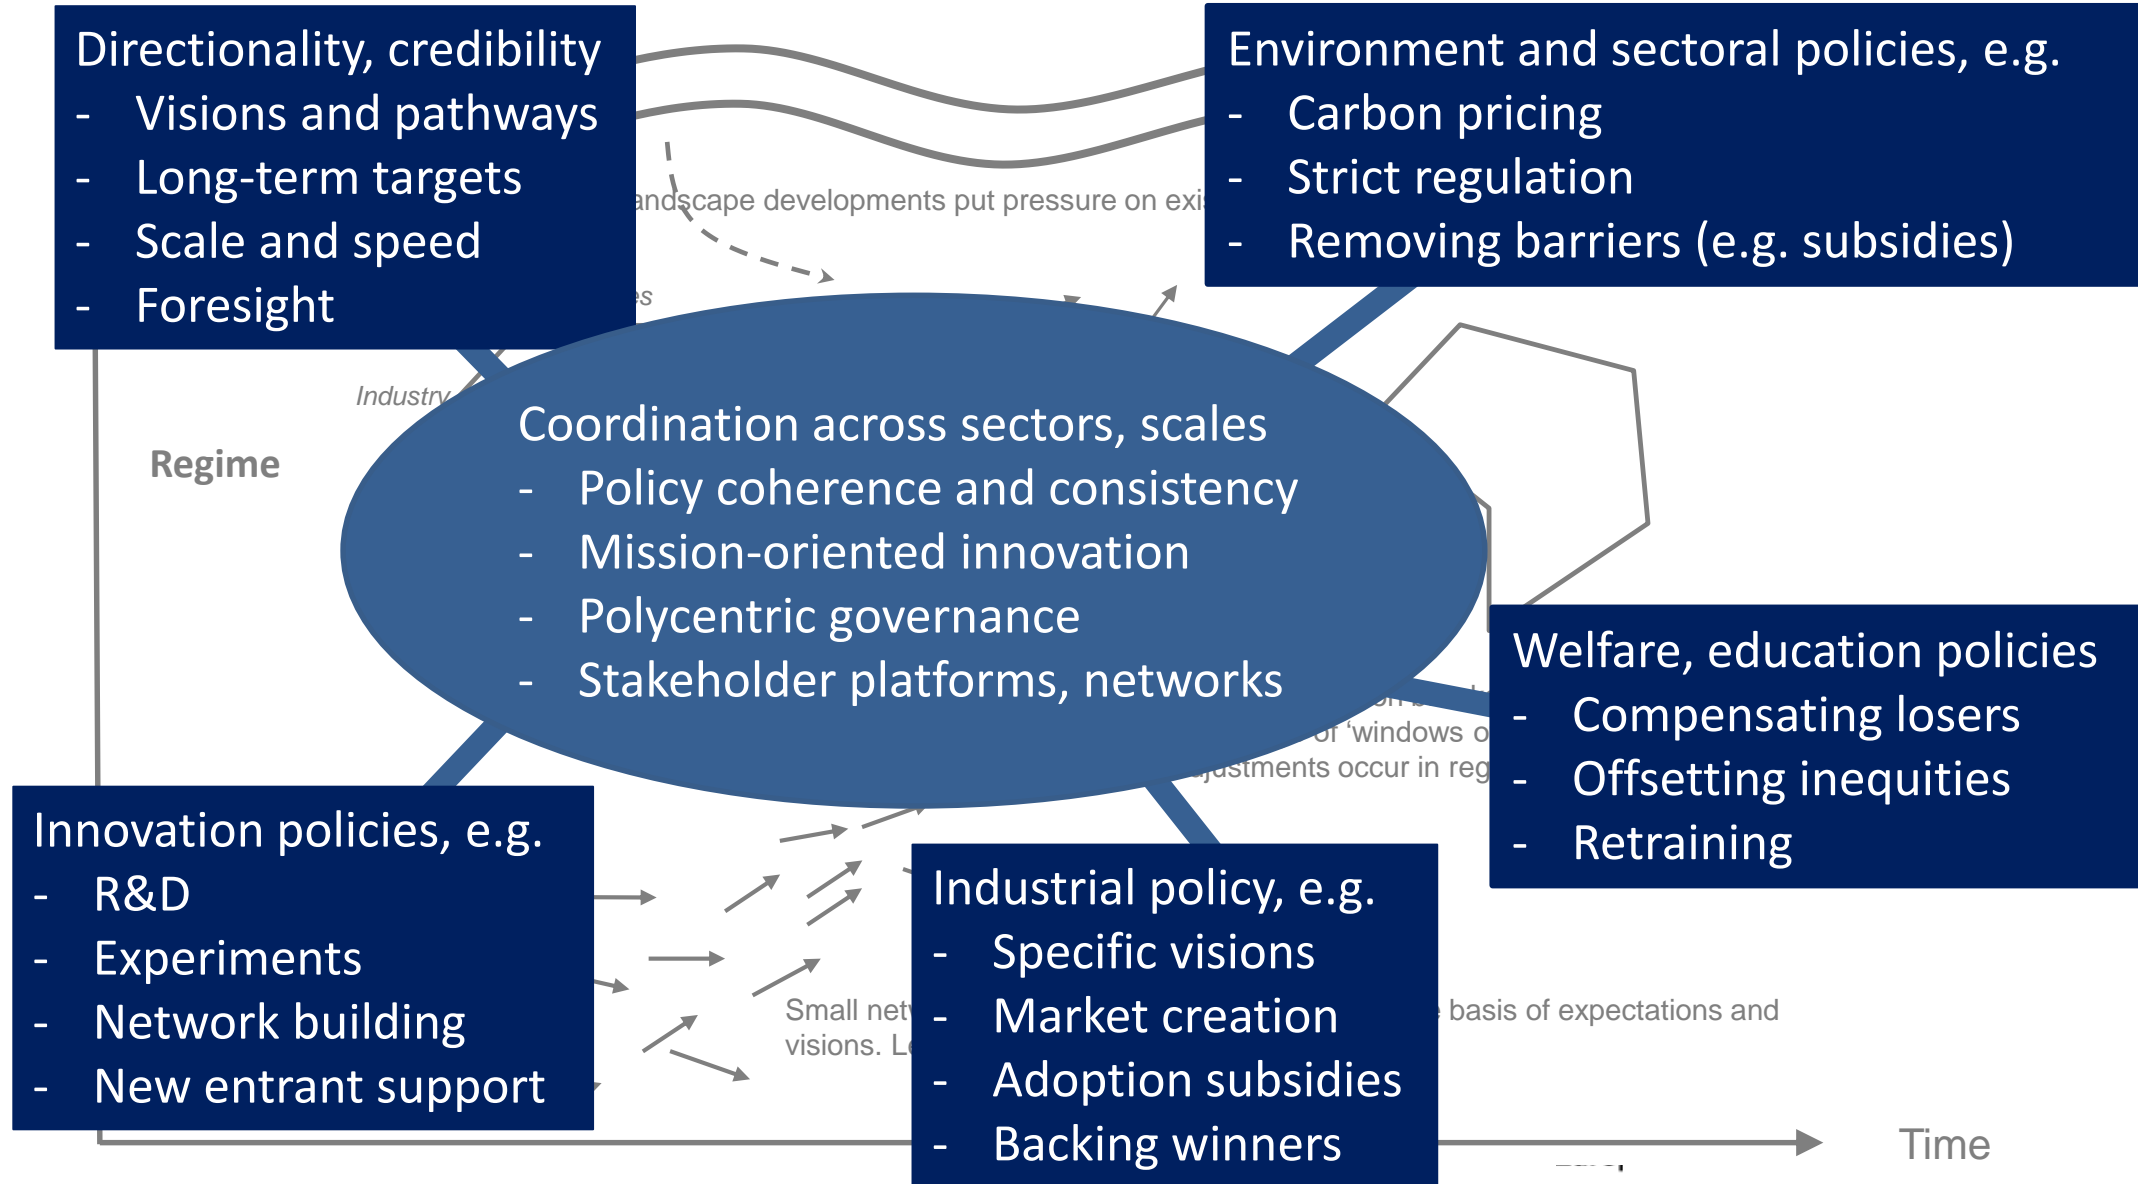 Directionality, credibility
- Visions and pathways
- Long-term targets
- Scale and speed
- Foresight
Environment and sectoral policies, e.g.
- Carbon pricing
- Strict regulation
- Removing barriers (e.g. subsidies)
developments put pressure on
Industry
Regime
Coordination across sectors, scales
- Policy coherence and consistency
- Mission-oriented innovation
- Polycentric governance
- Stakeholder platforms, networks
of ‘windows
occur in
Welfare, education policies
- Compensating losers
- Offsetting inequities
- Retraining
Innovation policies, e.g.
- R&D
- Experiments
- Network building
- New entrant support
Industrial policy, e.g.
- Specific visions
- Market creation
- Adoption subsidies
- Backing winners
Small
basis of expectations and
visions.
Time